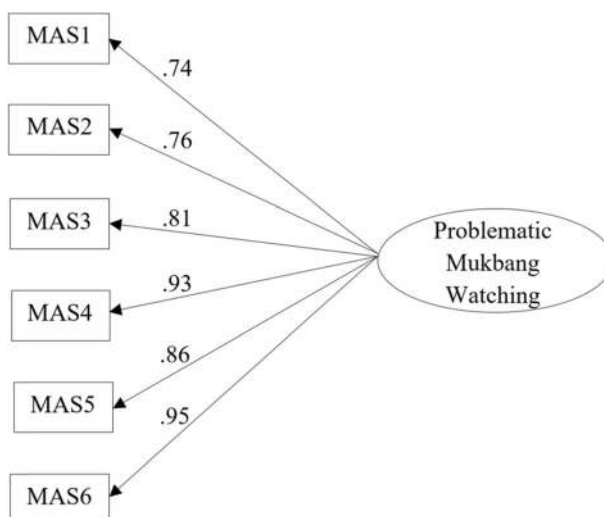 MAS1
.74
MAS2
.76
MAS3
.81
Problematic
Mukbang
Watching
MAS4
.93
MAS5
.86
MAS6
.95